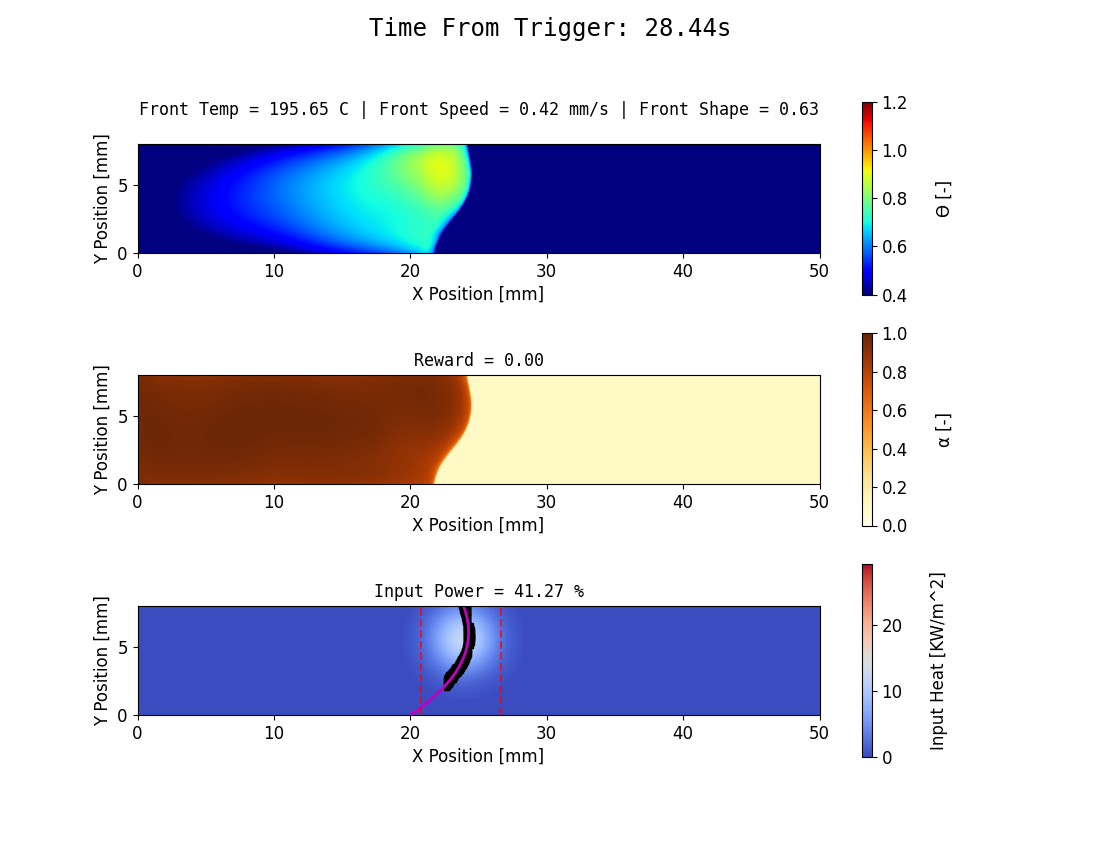 Time From Trigger: 28.44s
Front Temp = 195.65 C | Front Speed = 0.42 mm/s | Front Shape = 0.63
Y Position [mm]
5
0
0 10 20 30 40 50
X Position [mm]
1.2
1.0
0.8
0.6
0.4
Θ [-]
Reward = 0.00
Y Position [mm]
5
0
0 10 20 30 40 50
X Position [mm]
1.0
0.8
0.6
0.4
0.2
0.0
α [-]
Input Power = 41.27 %
Y Position [mm]
5
0
0 10 20 30 40 50
X Position [mm]
20
10
0
Input Heat [KW/m^2]